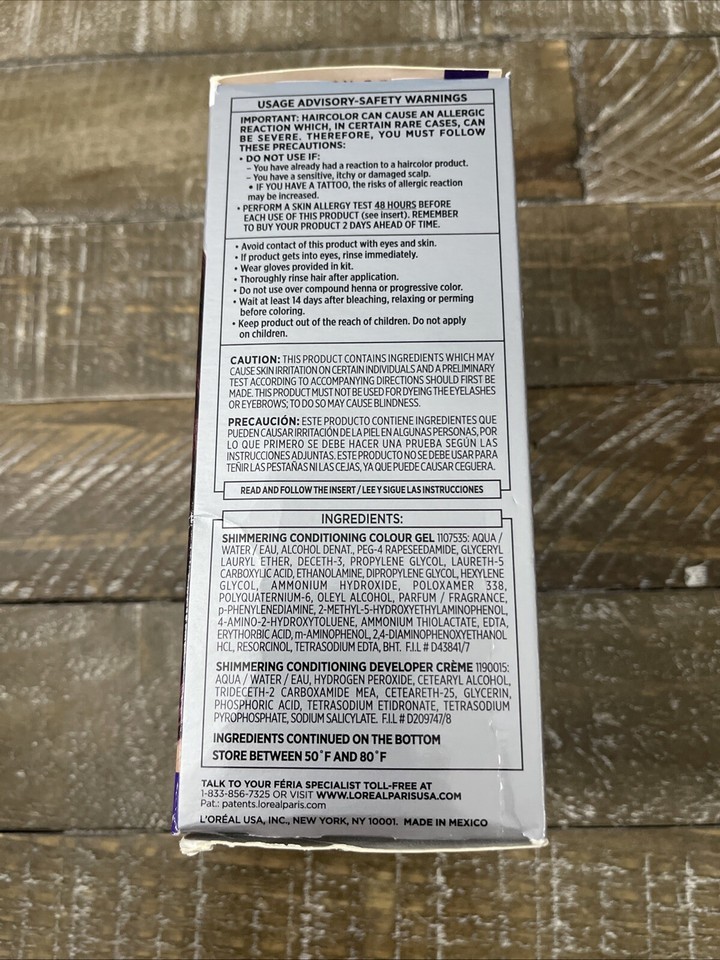 USAGE ADVISORY-SAFETY WARNINGS
IMPORTANT: HAIRCOLOR CAN CAUSE AN ALLERGIC
REACTION WHICH, IN CERTAIN RARE CASES, CAN
BE SEVERE. THEREFORE, YOU MUST FOLLOW
THESE PRECAUTIONS:
• DO NOT USE IF:
– You have already had a reaction to a haircolor product.
– You have a sensitive, itchy or damaged scalp.
• IF YOU HAVE A TATTOO, the risks of allergic reaction
may be increased.
• PERFORM A SKIN ALLERGY TEST 48 HOURS BEFORE
EACH USE OF THIS PRODUCT (see insert). REMEMBER
TO BUY YOUR PRODUCT 2 DAYS AHEAD OF TIME.
• Avoid contact of this product with eyes and skin.
• If product gets into eyes, rinse immediately.
• Wear gloves provided in kit.
• Thoroughly rinse hair after application.
• Do not use over compound henna or progressive color.
• Wait at least 14 days after bleaching, relaxing or perming
before coloring.
• Keep product out of the reach of children. Do not apply
on children.
CAUTION: THIS PRODUCT CONTAINS INGREDIENTS WHICH MAY
CAUSE SKIN IRRITATION ON CERTAIN INDIVIDUALS AND A PRELIMINARY
TEST ACCORDING TO ACCOMPANYING DIRECTIONS SHOULD FIRST BE
MADE. THIS PRODUCT MUST NOT BE USED FOR DYEING THE EYELASHES
OR EYEBROWS; TO DO SO MAY CAUSE BLINDNESS.
PRECAUCIÓN: ESTE PRODUCTO CONTIENE INGREDIENTES QUE
PUEDEN CAUSAR IRRITACIÓN DE LA PIEL EN ALGUNAS PERSONAS, POR
LO QUE PRIMERO SE DEBE HACER UNA PRUEBA SEGÚN LAS
INSTRUCCIONES ADJUNTAS. ESTE PRODUCTO NO SE DEBE USAR PARA
TEÑIR LAS PESTAÑAS NI LAS CEJAS, YA QUE PUEDE CAUSAR CEGUERA.
READ AND FOLLOW THE INSERT / LEE Y SIGUE LAS INSTRUCCIONES
INGREDIENTS:
SHIMMERING CONDITIONING COLOUR GEL 1107535: AQUA /
WATER / EAU, ALCOHOL DENAT., PEG-4 RAPESEEDAMIDE, GLYCERYL
LAURYL ETHER, DECETH-3, PROPYLENE GLYCOL, LAURETH-5
CARBOXYLIC ACID, ETHANOLAMINE, DIPROPYLENE GLYCOL, HEXYLENE
GLYCOL, AMMONIUM HYDROXIDE, POLOXAMER 338,
POLYQUATERNIUM-6, OLEYL ALCOHOL, PARFUM / FRAGRANCE,
p-PHENYLENEDIAMINE, 2-METHYL-5-HYDROXYETHYLAMINOPHENOL,
4-AMINO-2-HYDROXYTOLUENE, AMMONIUM THIOLACTATE, EDTA,
ERYTHORBIC ACID, m-AMINOPHENOL, 2,4-DIAMINOPHENOXYETHANOL
HCL, RESORCINOL, TETRASODIUM EDTA, BHT. F.I.L # D43841/7
SHIMMERING CONDITIONING DEVELOPER CRÈME 1190015:
AQUA / WATER / EAU, HYDROGEN PEROXIDE, CETEARYL ALCOHOL,
TRIDECETH-2 CARBOXAMIDE MEA, CETEARETH-25, GLYCERIN,
PHOSPHORIC ACID, TETRASODIUM ETIDRONATE, TETRASODIUM
PYROPHOSPHATE, SODIUM SALICYLATE. F.I.L # D209747/8
INGREDIENTS CONTINUED ON THE BOTTOM
STORE BETWEEN 50°F AND 80°F
TALK TO YOUR FÉRIA SPECIALIST TOLL-FREE AT
1-833-856-7325 OR VISIT WWW.LOREALPARISUSA.COM
Pat.: patents.lorealparis.com
L'ORÉAL USA, INC., NEW YORK, NY 10001. MADE IN MEXICO